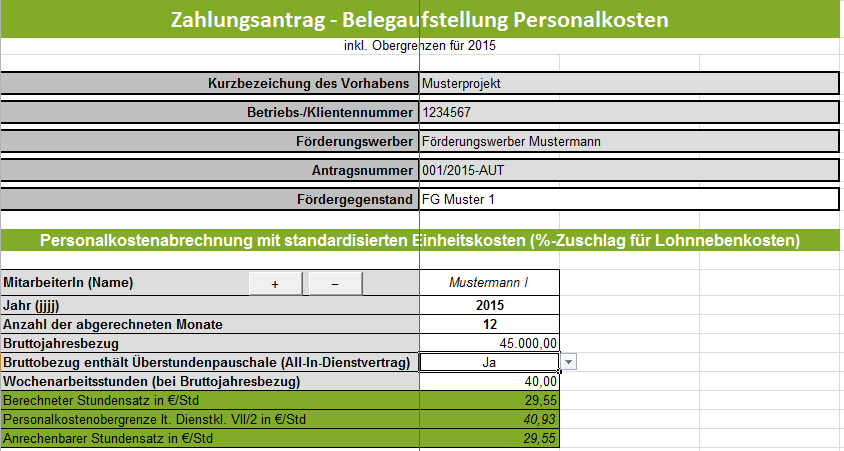 Zahlungsantrag - Belegaufstellung Personalkosten
inkl. Obergrenzen für 2015
Kurzbezeichung des Vorhabens Musterprojekt
Betriebs-/Klientennummer 1234567
Förderungswerber Förderungswerber Mustermann
Antragsnummer 001/2015-AUT
Fördergegenstand FG Muster 1
Personalkostenabrechnung mit standardisierten Einheitskosten (%-Zuschlag für Lohnnebenkosten)
MitarbeiterIn (Name) + – Mustermann I
Jahr (jjjj) 2015
Anzahl der abgerechneten Monate 12
Bruttojahresbezug 45.000,00
Bruttobezug enthält Überstundenpauschale (All-In-Dienstvertrag) Ja
Wochenarbeitsstunden (bei Bruttojahresbezug) 40,00
Berechneter Stundensatz in €/Std 29,55
Personalkostenobergrenze lt. Dienstkl. VII/2 in €/Std 40,93
Anrechenbarer Stundensatz in €/Std 29,55